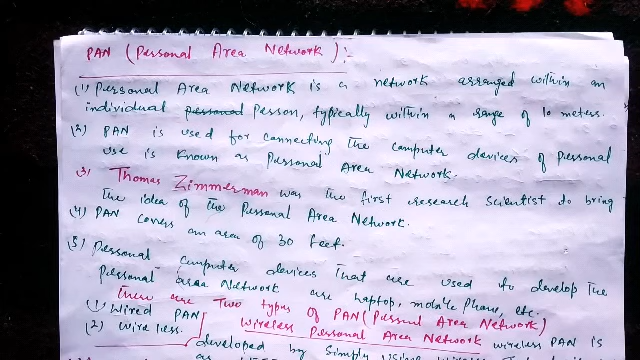 PAN (Personal Area Network) :-
(1) Personal Area Network is a network arranged within an
individual personal Person, typically within a range of 10 meters.
(2) PAN is used for connecting the computer devices of personal
use is known as Personal Area Network.
(3) Thomas Zimmerman was the first research scientist to bring
the idea of the Personal Area Network.
(4) PAN covers an area of 30 feet.
(5) Personal computer devices that are used to develop the
personal area Network are laptop, mobile phone, etc.
There are Two types of PAN (Personal Area Network)
(1) Wired PAN
(2) wireless.
Wireless Personal Area Network wireless PAN is
developed by simply using